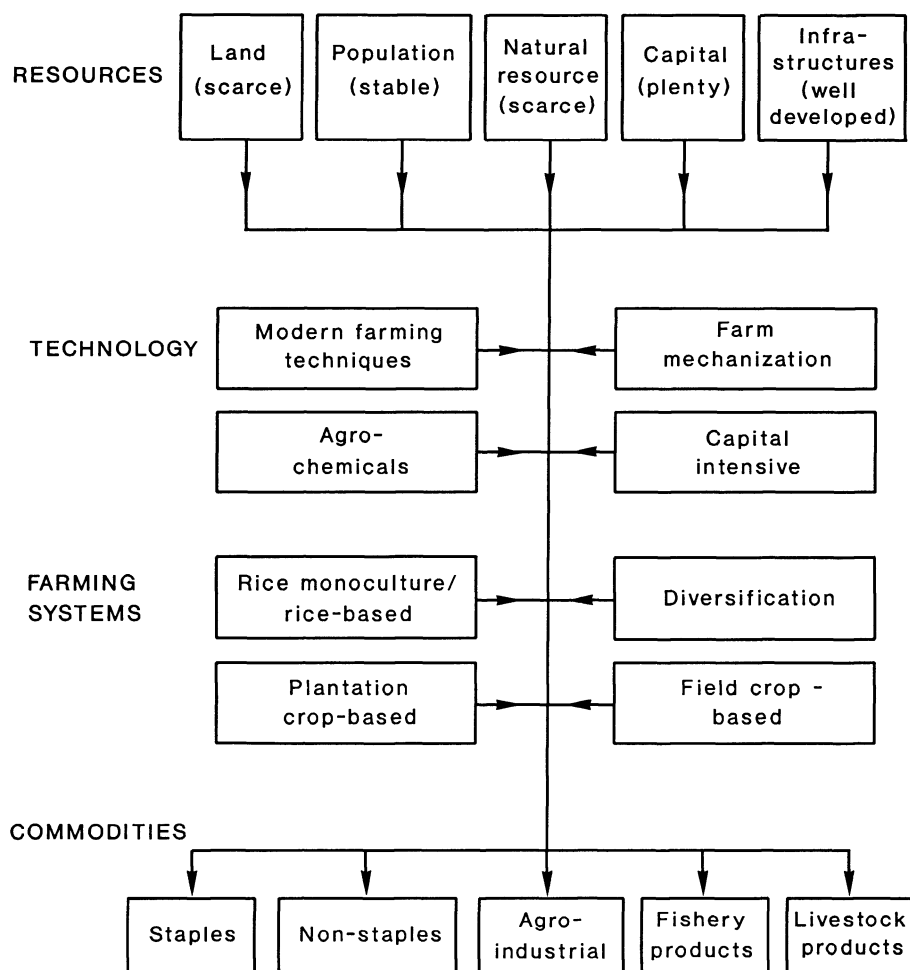 RESOURCES
Land
(scarce)
Population
(stable)
Natural
resource
(scarce)
Capital
(plenty)
Infra-
structures
(well
developed)
TECHNOLOGY
Modern farming
techniques
Farm
mechanization
Agro-
chemicals
Capital
intensive
FARMING
SYSTEMS
Rice monoculture/
rice-based
Diversification
Plantation
crop-based
Field crop -
based
COMMODITIES
Staples
Non-staples
Agro-
industrial
Fishery
products
Livestock
products